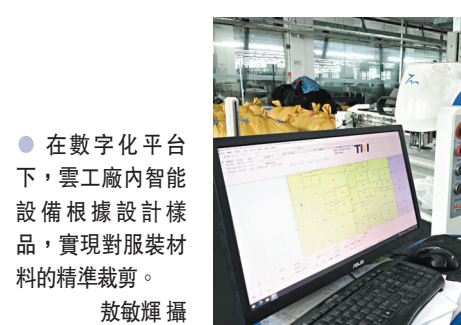 ● 在數字化平台
下，雲工廠內智能
設備根據設計樣
品，實現對服裝材
料的精準裁剪。
敖敏輝 攝
ASUS